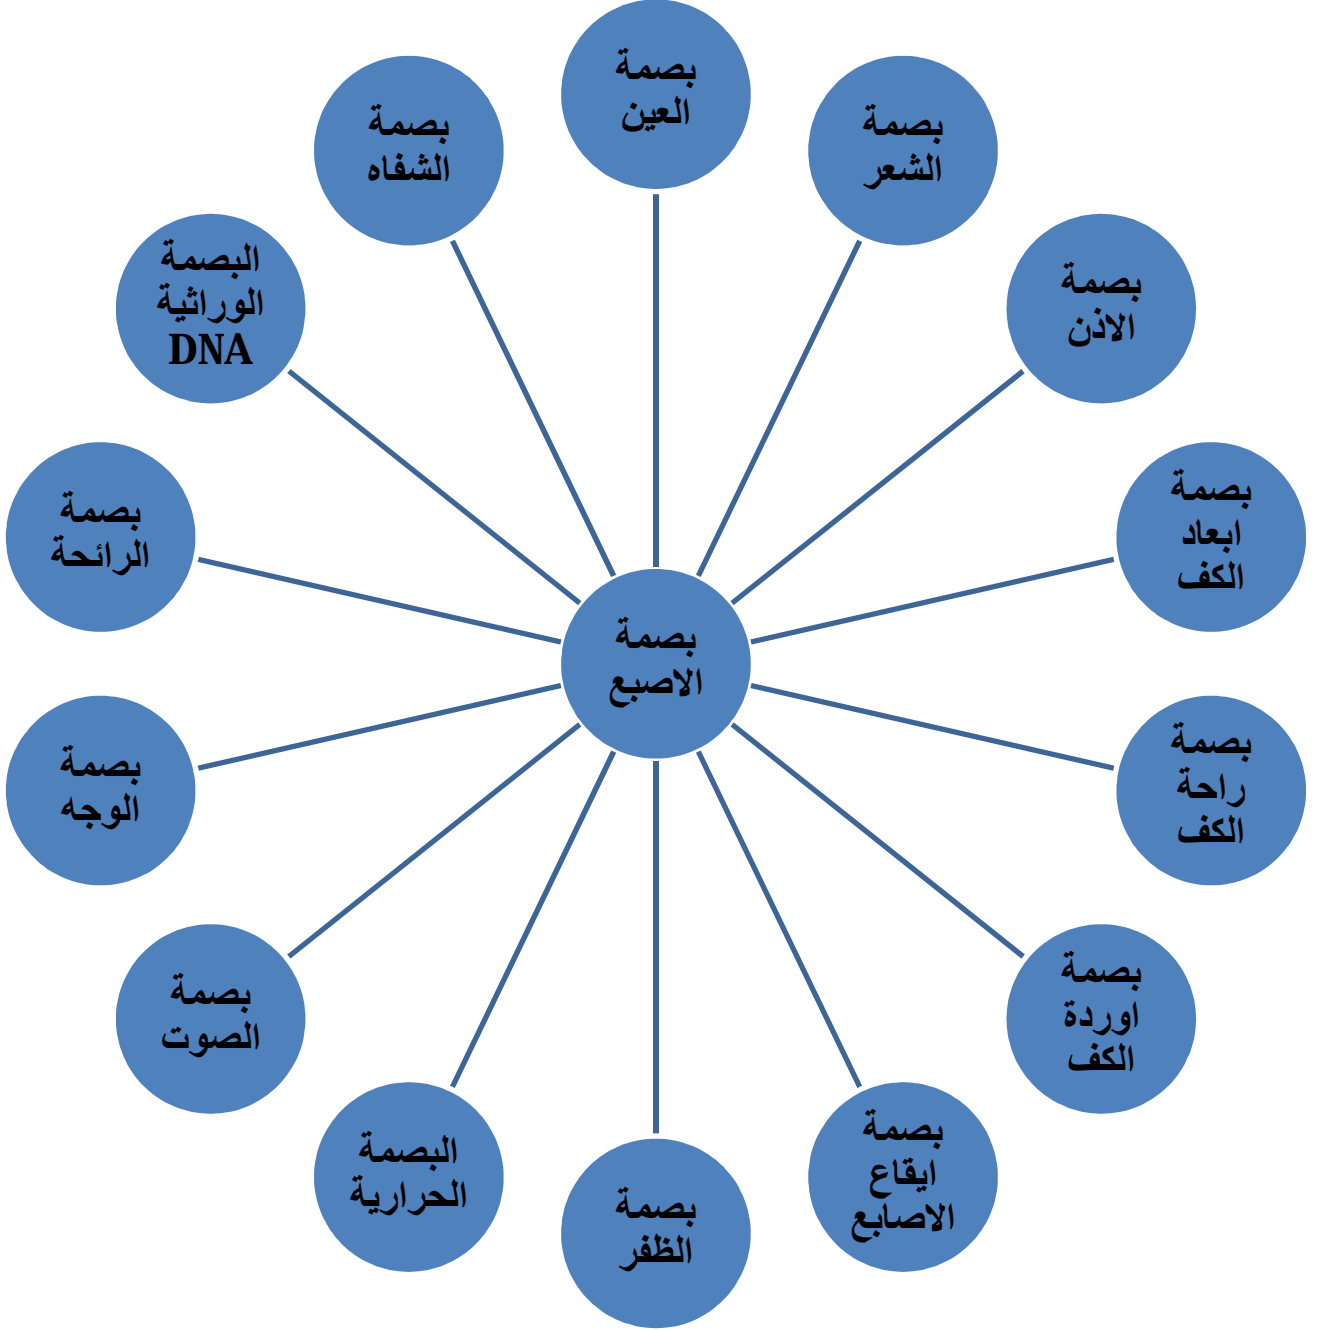 بصمة
العين
بصمة
الشعر
بصمة
الاذن
بصمة
ابعاد
الكف
بصمة
راحة
الكف
بصمة
اوردة
الكف
بصمة
ايقاع
الاصابع
بصمة
الظفر
البصمة
الحرارية
بصمة
الصوت
بصمة
الوجه
بصمة
الرائحة
البصمة
الوراثية
DNA
بصمة
الشفاه
بصمة
الاصبع